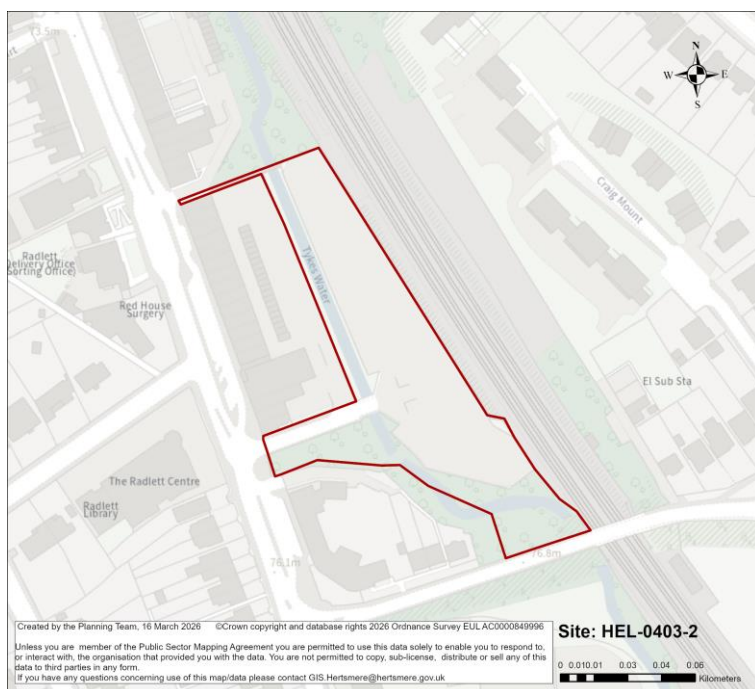 73.5m
N
W E
S
Craig Mount
Radlett
Delivery Office
(Sorting Office)
Tykes Water
Red House
Surgery
El Sub Sta
The Radlett Centre
Radlett
Library
76.1m
76.8m
Created by the Planning Team, 16 March 2026 ©Crown copyright and database rights 2026 Ordnance Survey EUL AC0000849996
Unless you are member of the Public Sector Mapping Agreement you are permitted to use this data solely to enable you to respond to,
or interact with, the organisation that provided you with the data. You are not permitted to copy, sub-license, distribute or sell any of this
data to third parties in any form.
If you have any questions concerning use of this map/data please contact GIS.Hertsmere@hertsmere.gov.uk
Site: HEL-0403-2
0 0.010.01 0.03 0.04 0.06
Kilometers